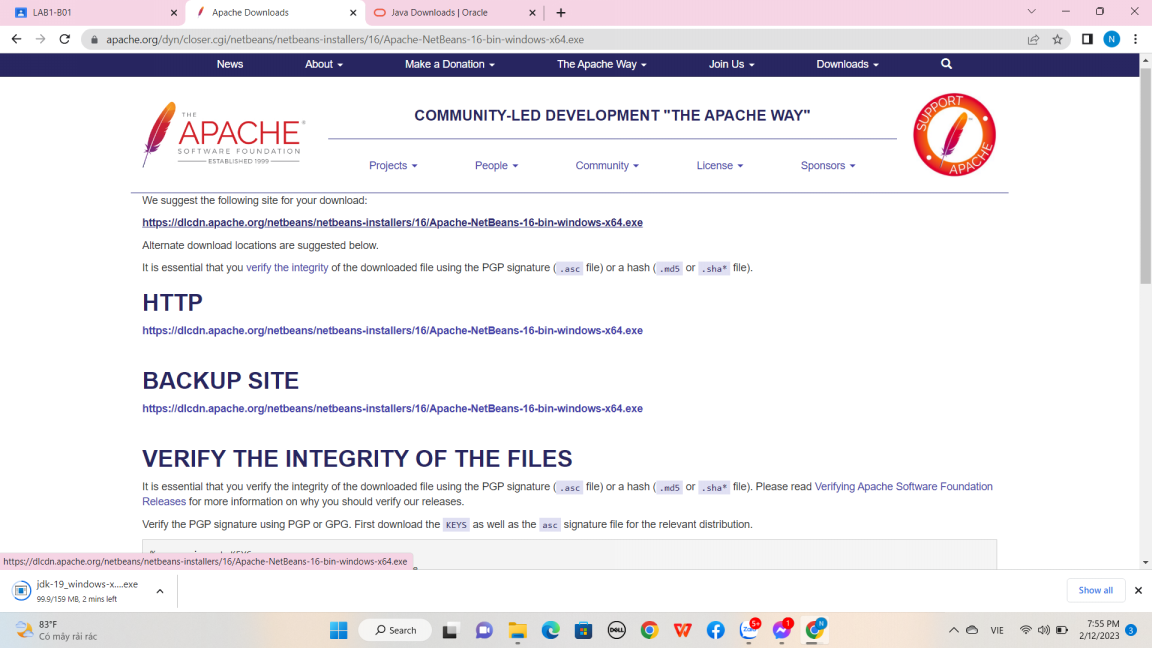 LAB1-B01
Apache Downloads
Java Downloads | Oracle
apache.org/dyn/closer.cgi/netbeans/netbeans-installers/16/Apache-NetBeans-16-bin-windows-x64.exe
N
News About Make a Donation The Apache Way Join Us Downloads
THE
APACHE
SOFTWARE FOUNDATION
ESTABLISHED 1999
COMMUNITY-LED DEVELOPMENT "THE APACHE WAY"
SUPPORT
APACHE
Projects People Community License Sponsors
We suggest the following site for your download:
https://dlcdn.apache.org/netbeans/netbeans-installers/16/Apache-NetBeans-16-bin-windows-x64.exe
Alternate download locations are suggested below.
It is essential that you verify the integrity of the downloaded file using the PGP signature ( .asc file) or a hash ( .md5 or .sha* file).
HTTP
https://dlcdn.apache.org/netbeans/netbeans-installers/16/Apache-NetBeans-16-bin-windows-x64.exe
BACKUP SITE
https://dlcdn.apache.org/netbeans/netbeans-installers/16/Apache-NetBeans-16-bin-windows-x64.exe
VERIFY THE INTEGRITY OF THE FILES
It is essential that you verify the integrity of the downloaded file using the PGP signature ( .asc file) or a hash ( .md5 or .sha* file). Please read Verifying Apache Software Foundation
Releases for more information on why you should verify our releases.
Verify the PGP signature using PGP or GPG. First download the KEYS as well as the asc signature file for the relevant distribution.
https://dlcdn.apache.org/netbeans/netbeans-installers/16/Apache-NetBeans-16-bin-windows-x64.exe
jdk-19_windows-x....exe
99.9/159 MB, 2 mins left
Show all
83°F
Có mây rải rác
Search
DELL
Zalo
5+
1
N
VIE
7:55 PM
2/12/2023
3